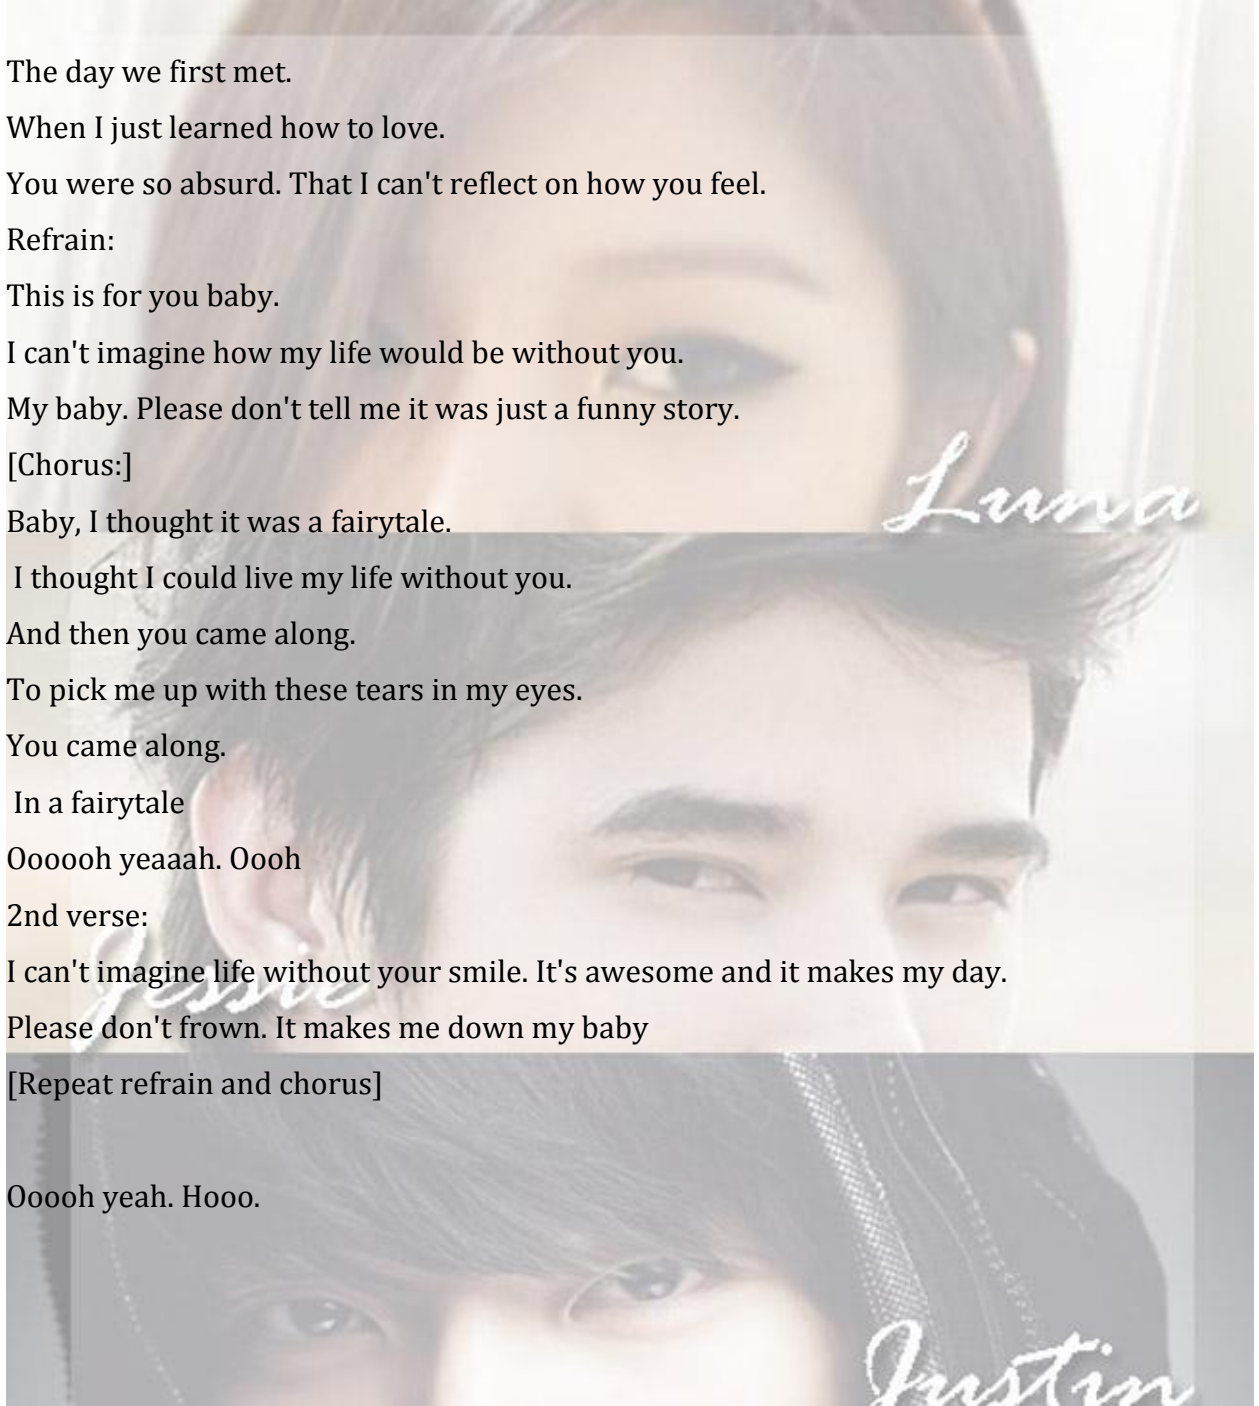 The day we first met.
When I just learned how to love.
You were so absurd. That I can't reflect on how you feel.
Refrain:
This is for you baby.
I can't imagine how my life would be without you.
My baby. Please don't tell me it was just a funny story.
[Chorus:]
Luna
Baby, I thought it was a fairytale.
I thought I could live my life without you.
And then you came along.
To pick me up with these tears in my eyes.
You came along.
In a fairytale
Oooooh yeaaah. Oooh
2nd verse:
I can't imagine life without your smile. It's awesome and it makes my day.
Jessie
Please don't frown. It makes me down my baby
[Repeat refrain and chorus]
Ooooh yeah. Hooo.
Justin